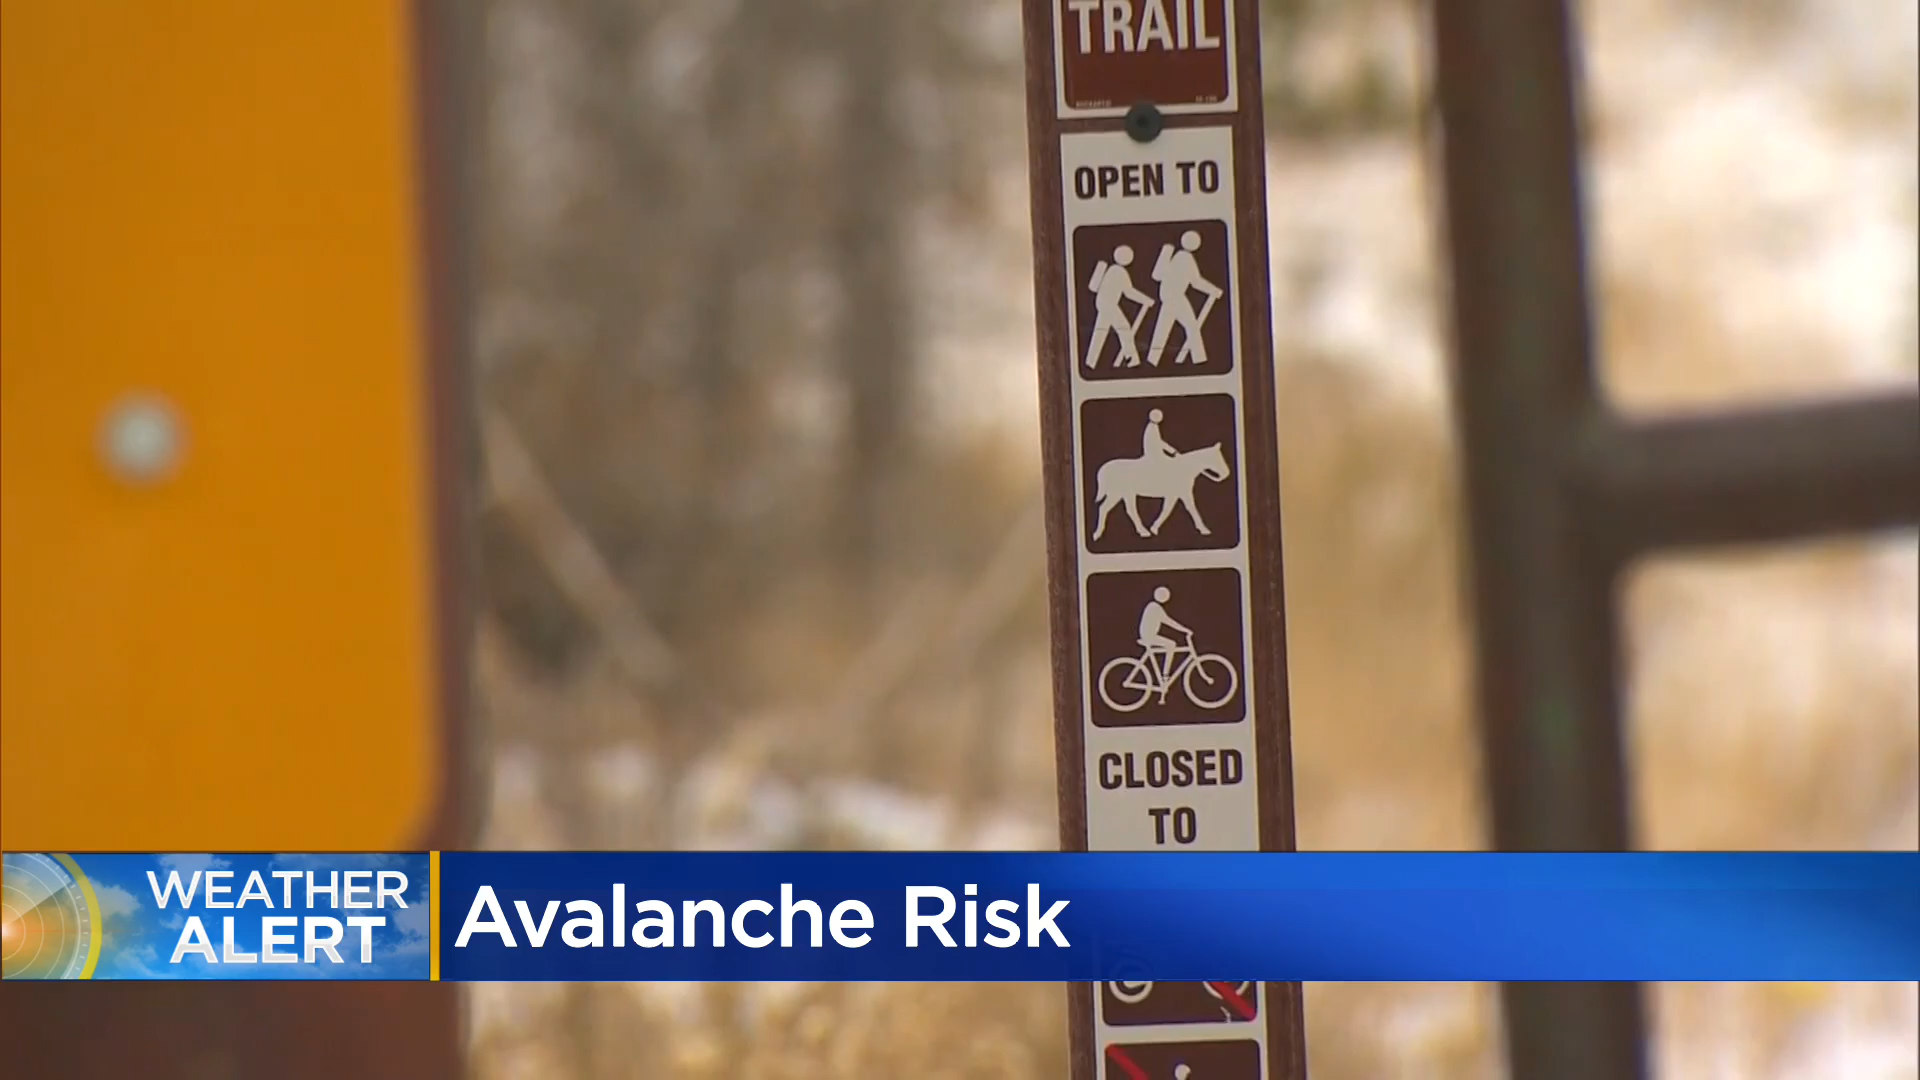 TRAIL
OPEN TO
CLOSED
TO
WEATHER
ALERT
Avalanche Risk